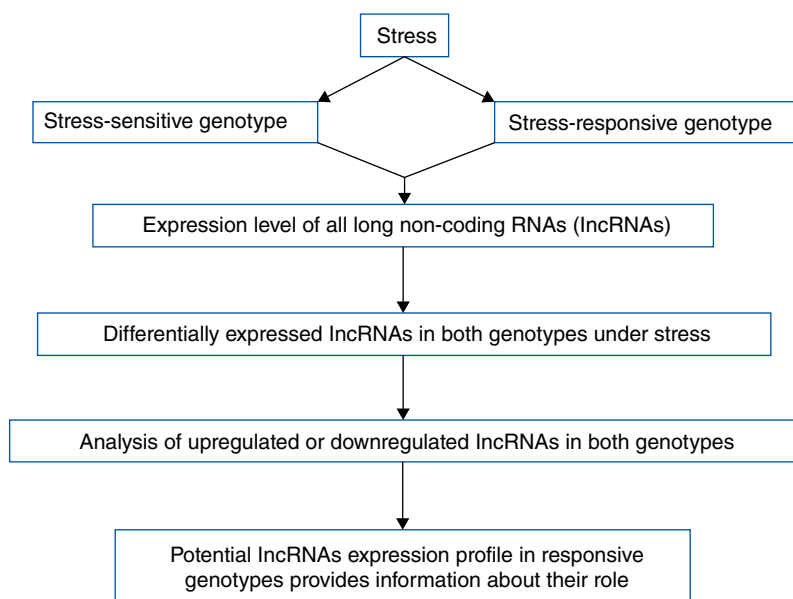 Stress
Stress-sensitive genotype
Stress-responsive genotype
Expression level of all long non-coding RNAs (lncRNAs)
Differentially expressed lncRNAs in both genotypes under stress
Analysis of upregulated or downregulated lncRNAs in both genotypes
Potential lncRNAs expression profile in responsive
genotypes provides information about their role